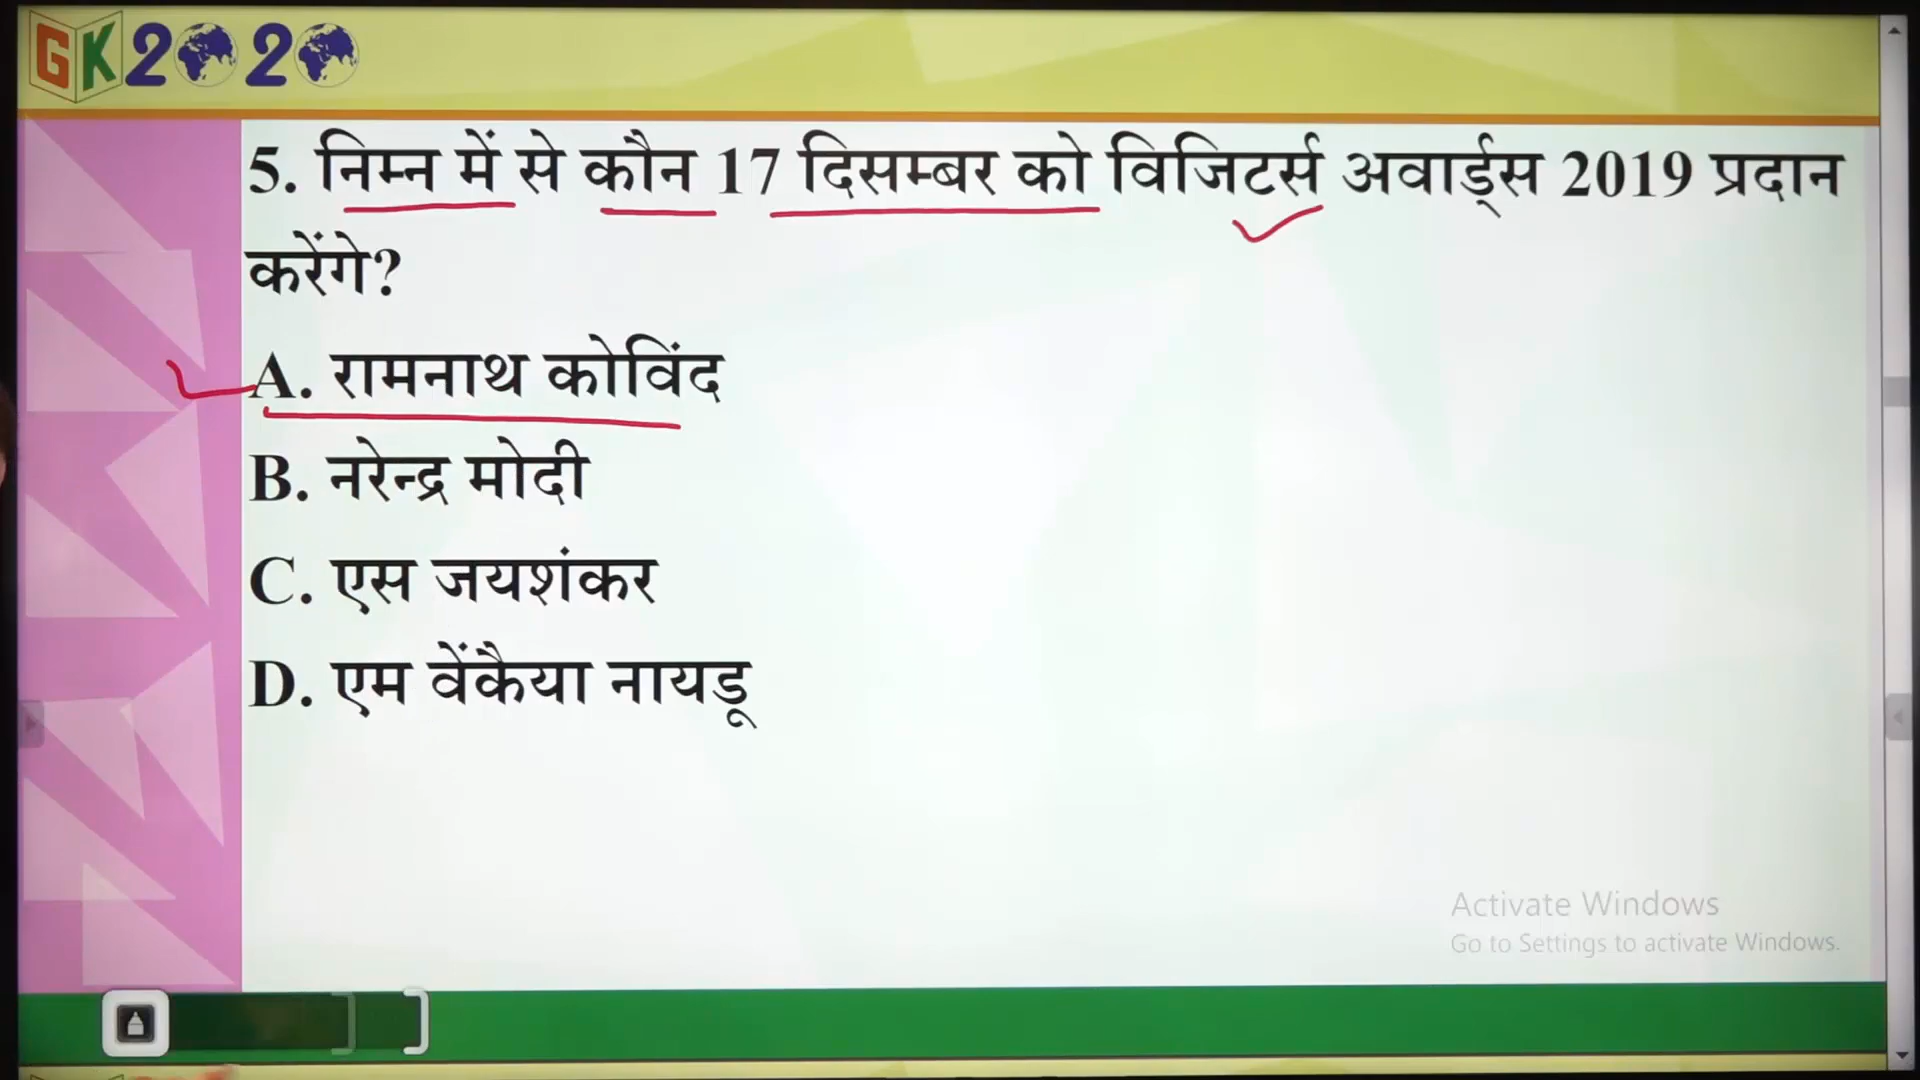 GK2020
5. निम्न में से कौन 17 दिसम्बर को विजिटर्स अवार्ड्स 2019 प्रदान
करेंगे?
A. रामनाथ कोविंद
B. नरेन्द्र मोदी
C. एस जयशंकर
D. एम वेंकैया नायडू
Activate Windows
Go to Settings to activate Windows.